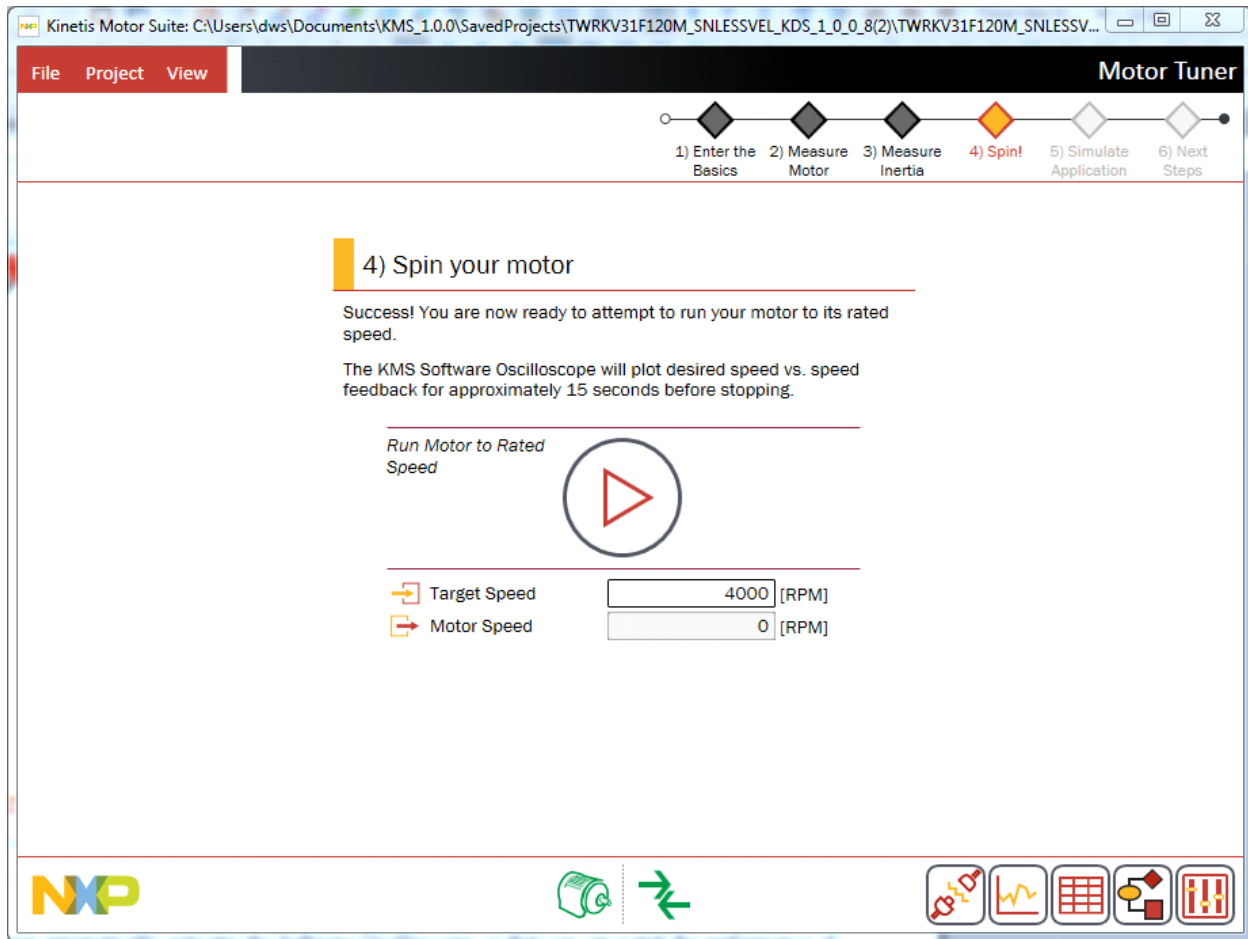 NXP Kinetis Motor Suite: C:\Users\dws\Documents\KMS_1.0.0\SavedProjects\TWRKV31F120M_SNLESSVEL_KDS_1_0_0_8(2)\TWRKV31F120M_SNLESSV...
File Project View
Motor Tuner
1) Enter the Basics
2) Measure Motor
3) Measure Inertia
4) Spin!
5) Simulate Application
6) Next Steps
4) Spin your motor
Success! You are now ready to attempt to run your motor to its rated
speed.
The KMS Software Oscilloscope will plot desired speed vs. speed
feedback for approximately 15 seconds before stopping.
Run Motor to Rated
Speed
Target Speed 4000 [RPM]
Motor Speed 0 [RPM]
NXP